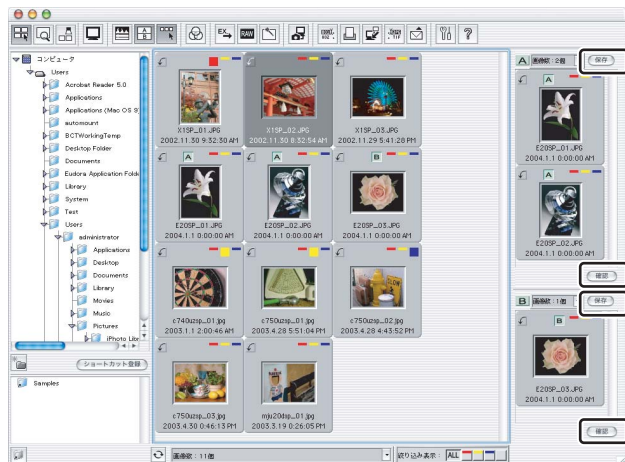 EX
RAW
コンピュータ
Users
Acrobat Reader 5.0
Applications
Applications (Mac OS 9)
automount
BCTWorkingTemp
Desktop Folder
Documents
Eudora Application Folde
Library
System
Test
Users
administrator
Applications
Desktop
Documents
Library
Movies
Music
Pictures
iPhoto Libr
ショートカット登録
Samples
X1SP_01.JPG
2002.11.30 9:32:30 AM
X1SP_02.JPG
2002.11.30 8:32:54 AM
X1SP_03.JPG
2002.11.29 5:41:28 PM
A
E20SP_01.JPG
2004.1.1 0:00:00 AM
A
E20SP_02.JPG
2004.1.1 0:00:00 AM
B
E20SP_03.JPG
2004.1.1 0:00:00 AM
c740uzsp_01.jpg
2003.1.1 2:00:46 AM
c750uzsp_01.jpg
2003.4.28 5:51:04 PM
c750uzsp_02.jpg
2003.4.28 4:43:52 PM
c750uzsp_03.jpg
2003.4.30 0:46:13 PM
mju20dsp_01.jpg
2003.3.19 0:26:05 PM
画像数：11個
絞り込み表示： ALL
A 画像数：2個 保存
A
E20SP_01.JPG
2004.1.1 0:00:00 AM
A
E20SP_02.JPG
2004.1.1 0:00:00 AM
確認
B 画像数：1個 保存
B
E20SP_03.JPG
2004.1.1 0:00:00 AM
確認